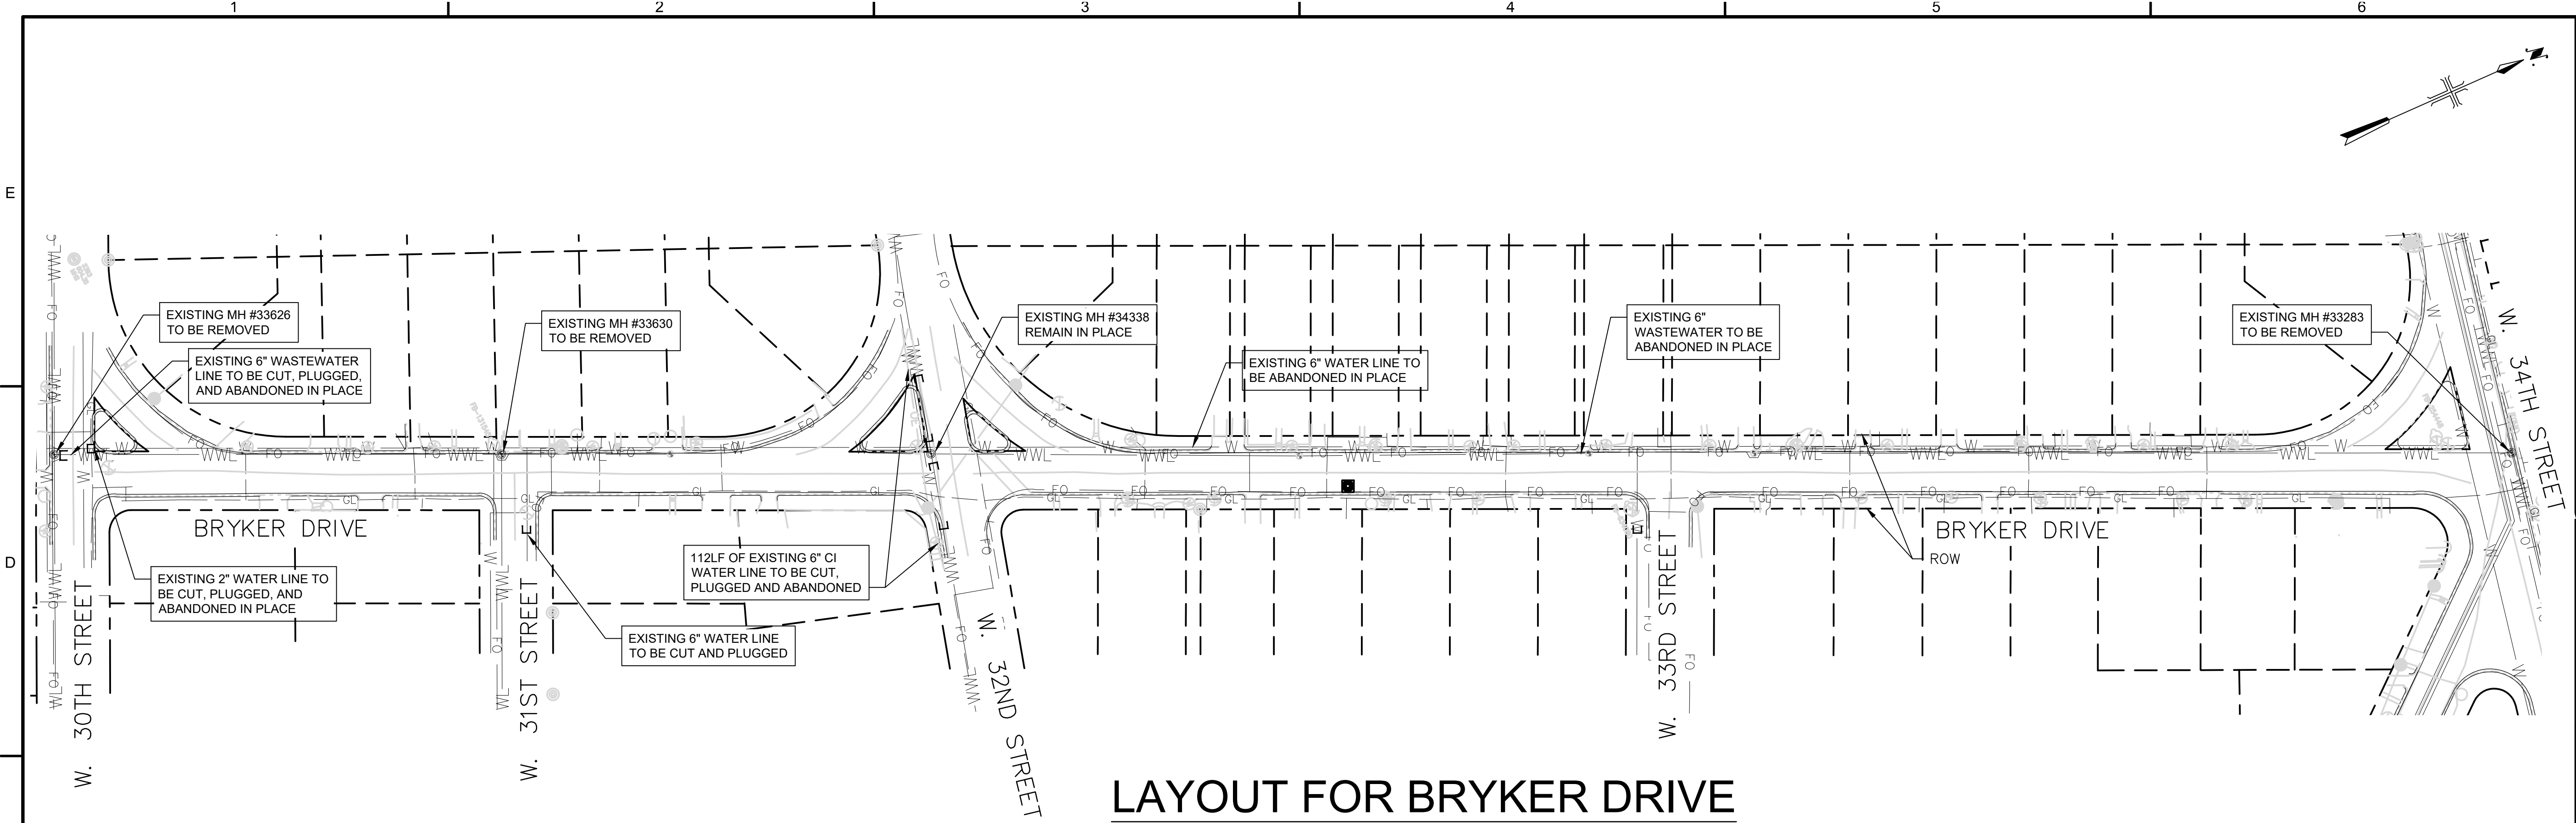 1
2
3
4
5
6
E
D
EXISTING MH #33626
TO BE REMOVED
EXISTING 6" WASTEWATER
LINE TO BE CUT, PLUGGED,
AND ABANDONED IN PLACE
EXISTING MH #33630
TO BE REMOVED
EXISTING MH #34338
REMAIN IN PLACE
EXISTING 6" WATER LINE TO
BE ABANDONED IN PLACE
EXISTING 6"
WASTEWATER TO BE
ABANDONED IN PLACE
EXISTING MH #33283
TO BE REMOVED
BRYKER DRIVE
EXISTING 2" WATER LINE TO
BE CUT, PLUGGED, AND
ABANDONED IN PLACE
112LF OF EXISTING 6" CI
WATER LINE TO BE CUT,
PLUGGED AND ABANDONED
EXISTING 6" WATER LINE
TO BE CUT AND PLUGGED
BRYKER DRIVE
ROW
W. 30TH STREET
W. 31ST STREET
W. 32ND STREET
W. 33RD STREET
W. 34TH STREET
LAYOUT FOR BRYKER DRIVE